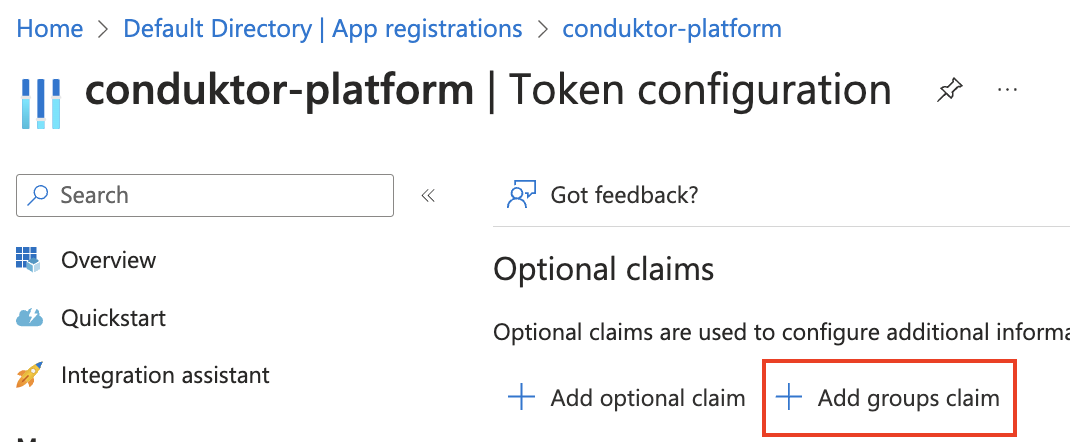 Home > Default Directory | App registrations > conduktor-platform
conduktor-platform | Token configuration
Search
Got feedback?
Overview
Optional claims
Quickstart
Optional claims are used to configure additional informa
Integration assistant
Add optional claim
Add groups claim